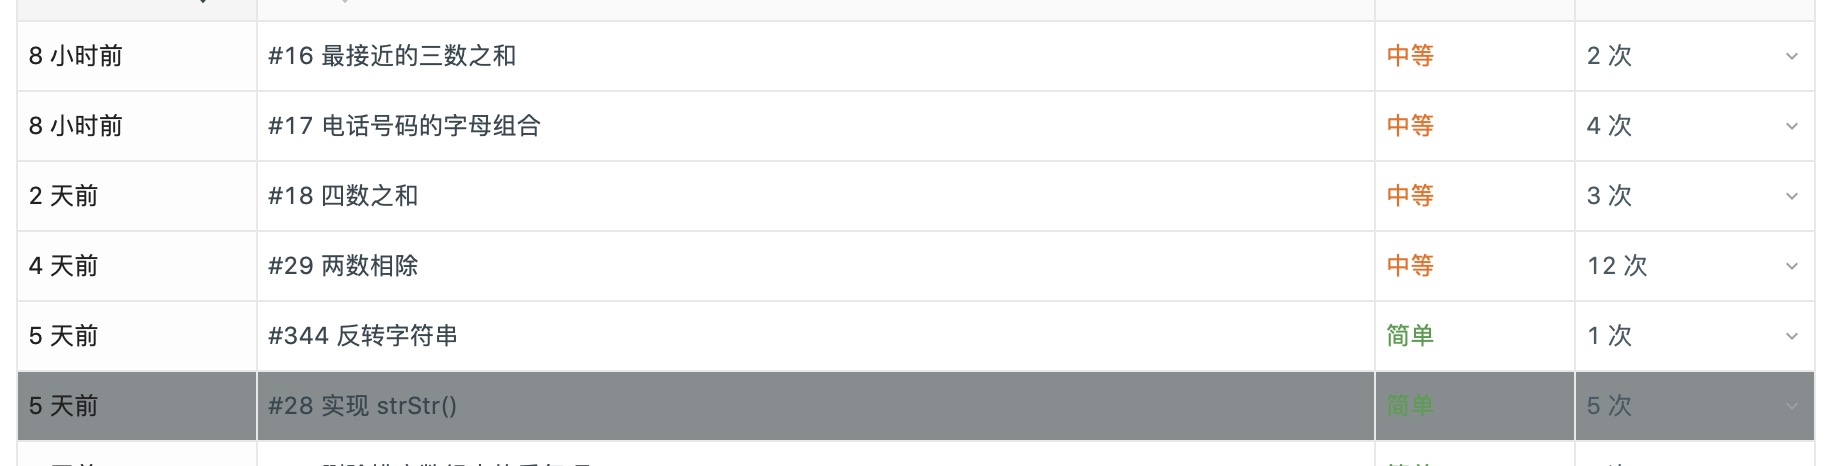 8 小时前 #16 最接近的三数之和 中等 2 次
8 小时前 #17 电话号码的字母组合 中等 4 次
2 天前 #18 四数之和 中等 3 次
4 天前 #29 两数相除 中等 12 次
5 天前 #344 反转字符串 简单 1 次
5 天前 #28 实现 strStr() 简单 5 次